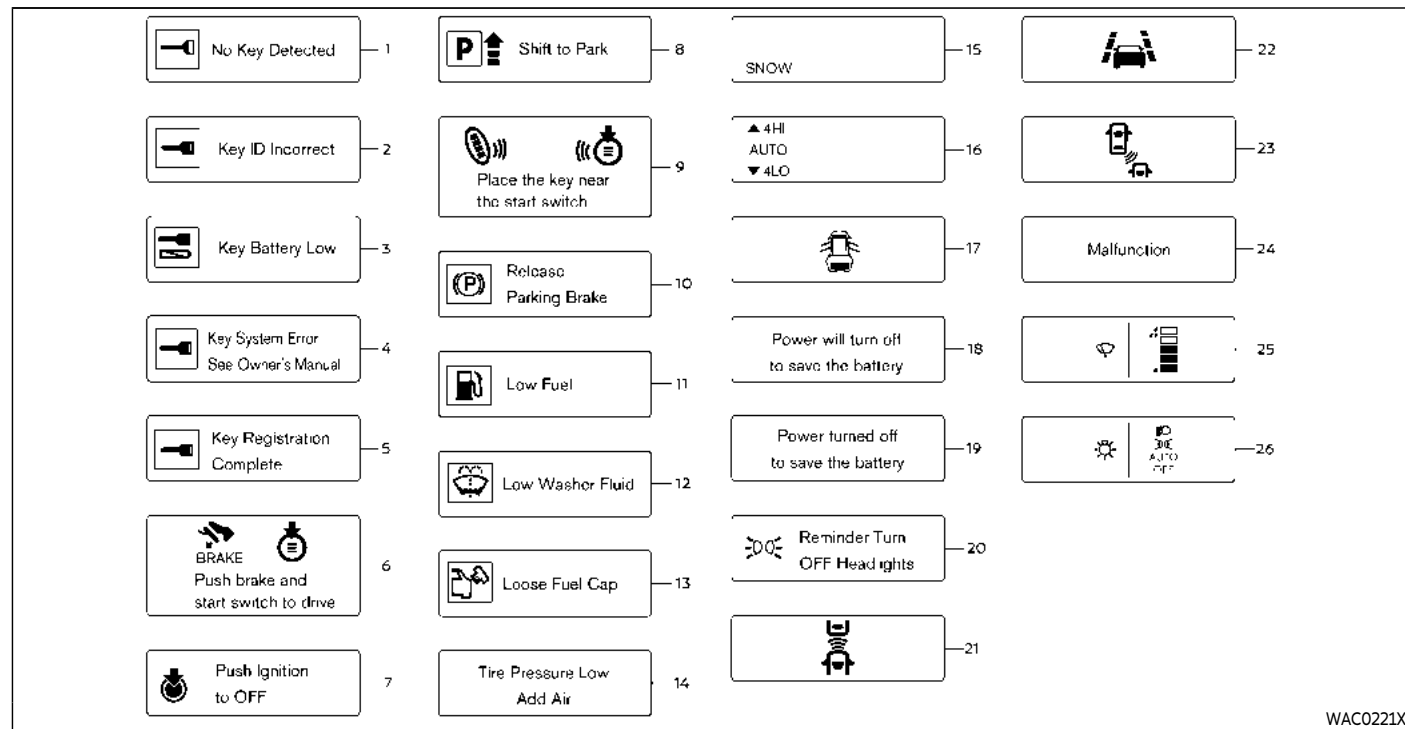 No Key Detected
1
Key ID Incorrect
2
Key Battery Low
3
Key System Error
See Owner's Manual
4
Key Registration
Complete
5
BRAKE
Push brake and
start switch to drive
6
Push Ignition
to OFF
7
P
Shift to Park
8
Place the key near
the start switch
9
P
Release
Parking Brake
10
Low Fuel
11
Low Washer Fluid
12
Loose Fuel Cap
13
Tire Pressure Low
Add Air
14
SNOW
15
▲ 4HI
AUTO
▼ 4LO
16
17
Power will turn off
to save the battery
18
Power turned off
to save the battery
19
Reminder Turn
OFF Headlights
20
21
22
23
Malfunction
24
25
AUTO
OFF
26
WAC0221X